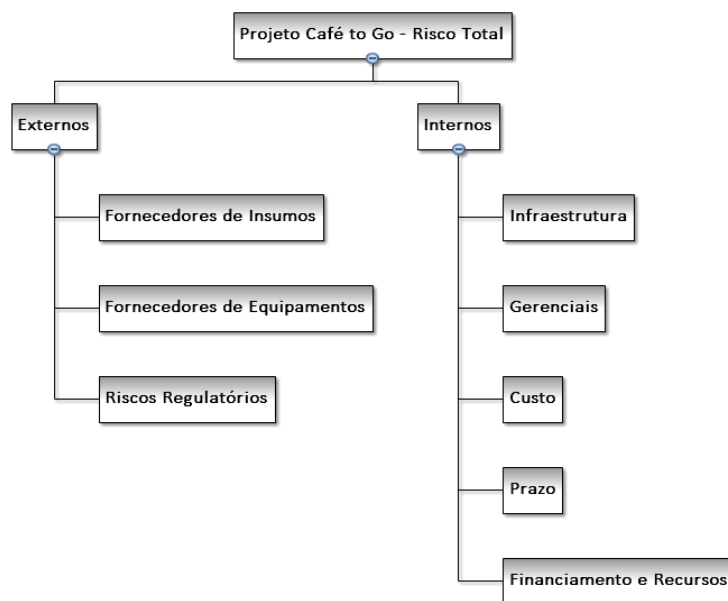 Projeto Café to Go - Risco Total
Externos
Internos
Fornecedores de Insumos
Infraestrutura
Fornecedores de Equipamentos
Gerenciais
Riscos Regulatórios
Custo
Prazo
Financiamento e Recursos